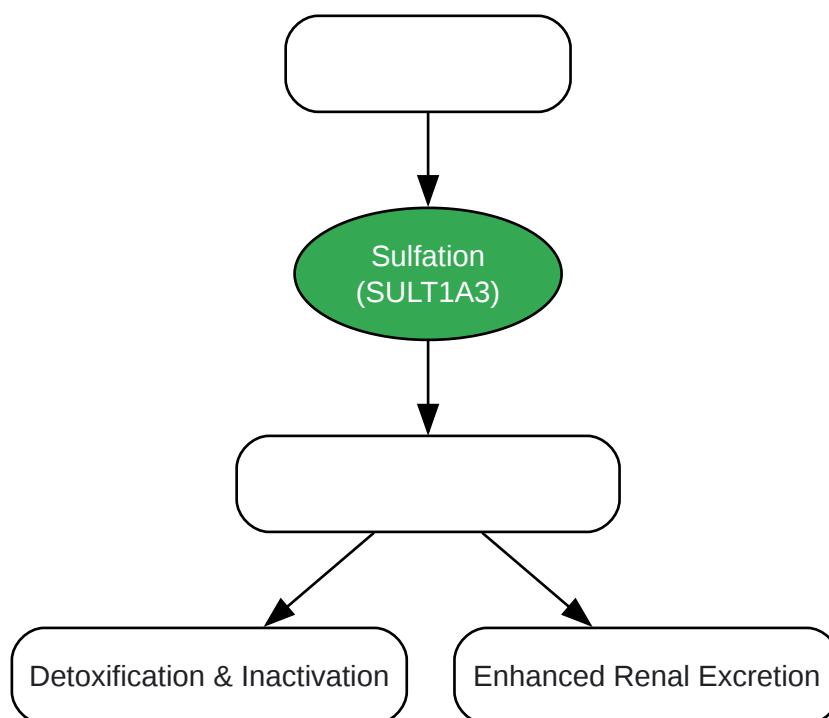 Sulfation
(SULT1A3)
Detoxification & Inactivation
Enhanced Renal Excretion